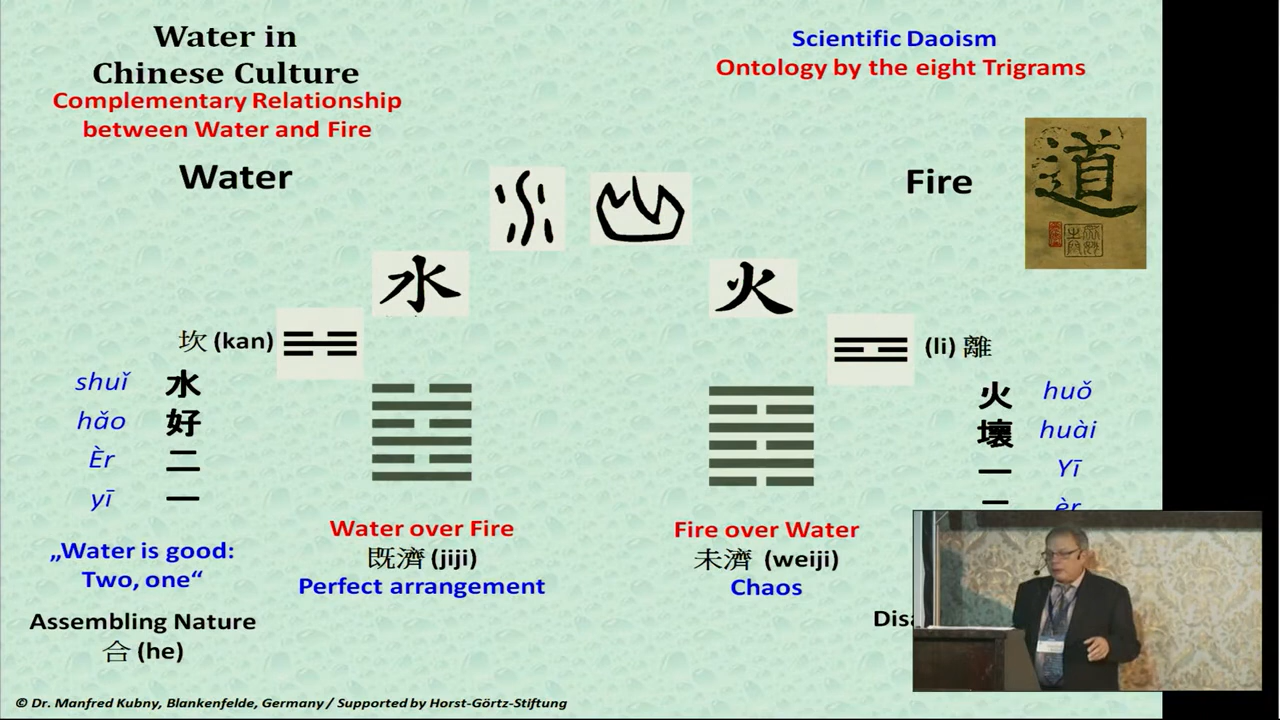 Water in
Chinese Culture
Complementary Relationship
between Water and Fire
Scientific Daoism
Ontology by the eight Trigrams
Water
Fire
道
水
火
坎 (kan)
(li) 離
shuǐ 水
hǎo 好
Èr 二
yī 一
火 huǒ
壞 huài
一 Yī
二 èr
„Water is good:
Two, one“
Water over Fire
既濟 (jiji)
Perfect arrangement
Fire over Water
未濟 (weiji)
Chaos
Assembling Nature
合 (he)
© Dr. Manfred Kubny, Blankenfelde, Germany / Supported by Horst-Görtz-Stiftung